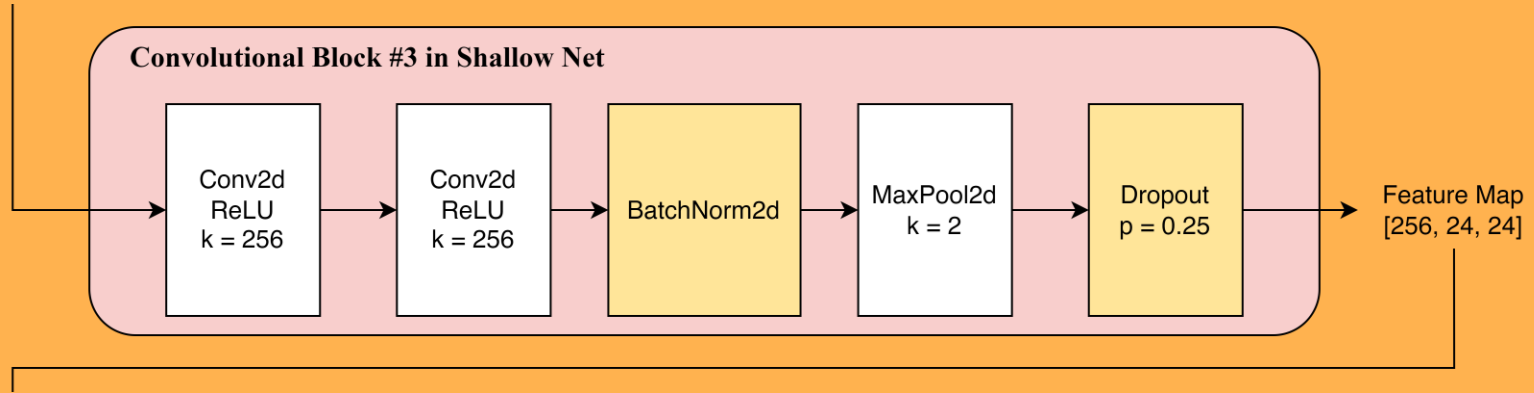 Convolutional Block #3 in Shallow Net
Conv2d
ReLU
k = 256
Conv2d
ReLU
k = 256
BatchNorm2d
MaxPool2d
k = 2
Dropout
p = 0.25
Feature Map
[256, 24, 24]